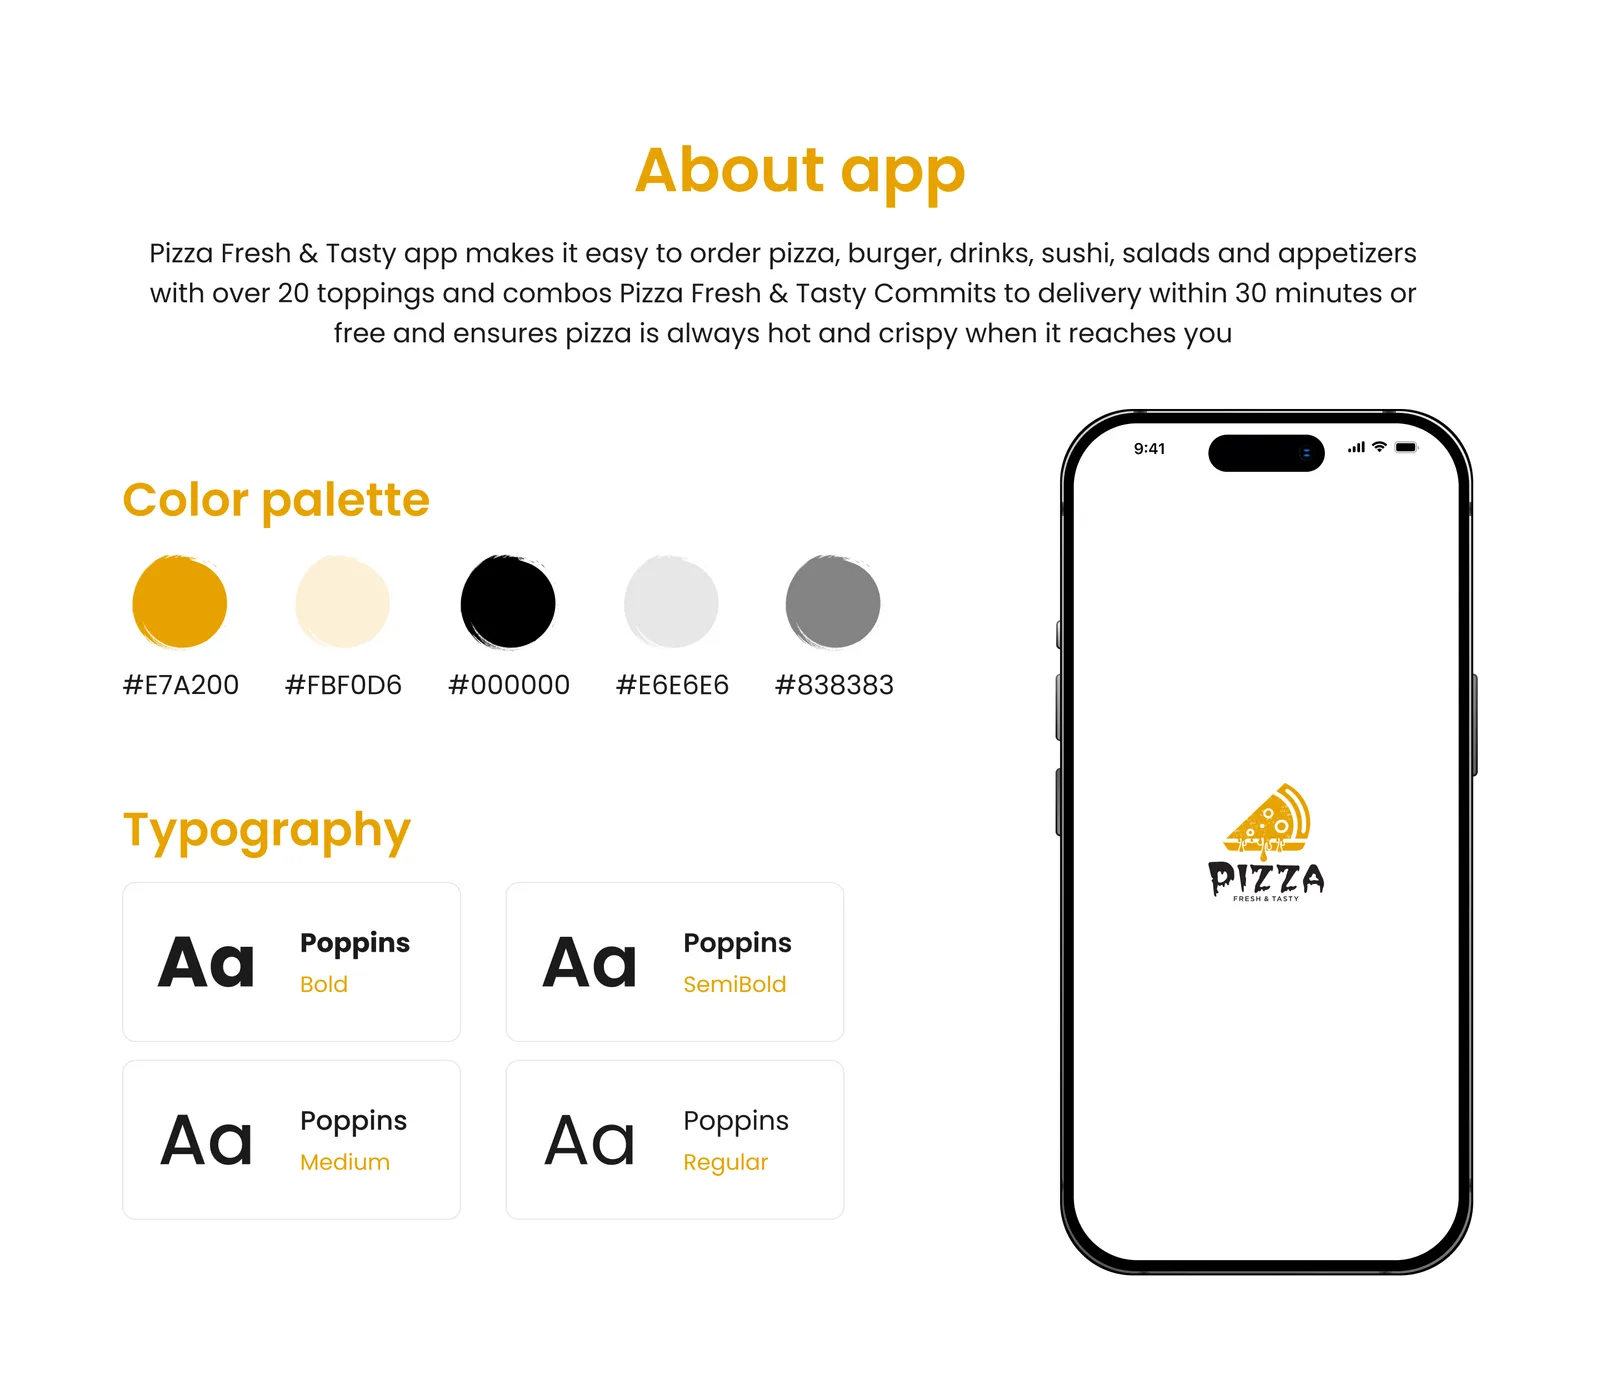 About app
Pizza Fresh & Tasty app makes it easy to order pizza, burger, drinks, sushi, salads and appetizers
with over 20 toppings and combos Pizza Fresh & Tasty Commits to delivery within 30 minutes or
free and ensures pizza is always hot and crispy when it reaches you
Color palette
#E7A200
#FBF0D6
#000000
#E6E6E6
#838383
Typography
Aa
Poppins
Bold
Aa
Poppins
SemiBold
Aa
Poppins
Medium
Aa
Poppins
Regular
9:41
PIZZA
FRESH & TASTY